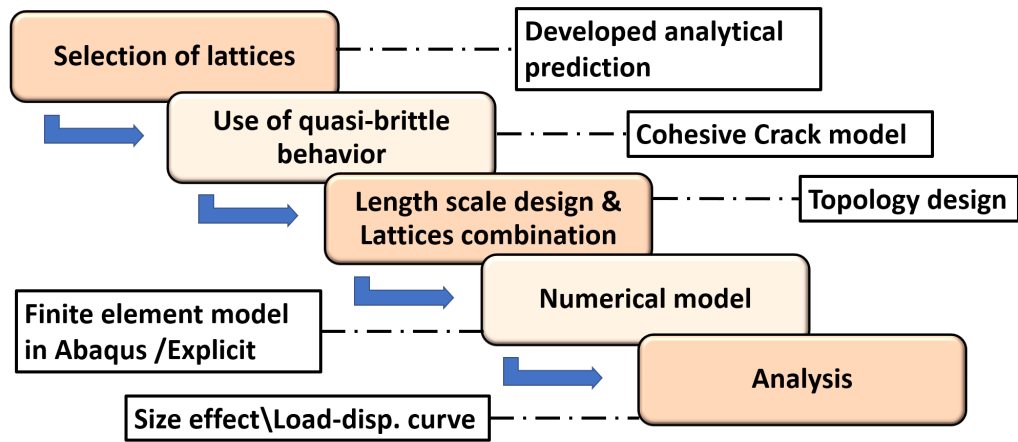 Selection of lattices
Developed analytical
prediction
Use of quasi-brittle
behavior
Cohesive Crack model
Length scale design &
Lattices combination
Topology design
Numerical model
Finite element model
in Abaqus /Explicit
Analysis
Size effect\Load-disp. curve